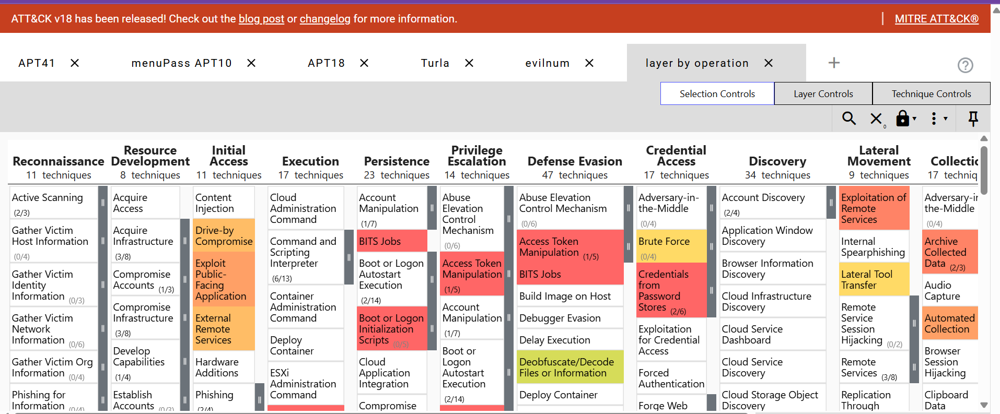 ATT&CK v18 has been released! Check out the blog post or changelog for more information.
MITRE ATT&CK®
APT41
menuPass APT10
APT18
Turla
evilnum
layer by operation
Selection Controls
Layer Controls
Technique Controls
0
Reconnaissance
11 techniques
Active Scanning
(2/3)
Gather Victim
Host Information
(0/4)
Gather Victim
Identity
Information (0/3)
Gather Victim
Network
Information (0/6)
Gather Victim Org
Information (0/4)
Phishing for
Information (0/4)
Resource
Development
8 techniques
Acquire
Access
Acquire
Infrastructure
(3/8)
Compromise
Accounts (1/3)
Compromise
Infrastructure
(3/8)
Develop
Capabilities
(1/4)
Establish
Accounts (0/3)
Initial
Access
11 techniques
Content
Injection
Drive-by
Compromise
Exploit
Public-
Facing
Application
External
Remote
Services
Hardware
Additions
Phishing
(2/4)
Execution
17 techniques
Cloud
Administration
Command
Command and
Scripting
Interpreter
(6/13)
Container
Administration
Command
Deploy
Container
ESXi
Administration
Command
Persistence
23 techniques
Account
Manipulation
(1/7)
BITS Jobs
Boot or Logon
Autostart
Execution
(2/14)
Boot or Logon
Initialization
Scripts (0/5)
Cloud
Application
Integration
Compromise
Privilege
Escalation
14 techniques
Abuse
Elevation
Control
Mechanism
(0/6)
Access Token
Manipulation
(1/5)
Account
Manipulation
(1/7)
Boot or
Logon
Autostart
Execution
(2/14)
Defense Evasion
47 techniques
Abuse Elevation
Control Mechanism
(0/6)
Access Token
Manipulation (1/5)
BITS Jobs
Build Image on Host
Debugger Evasion
Delay Execution
Deobfuscate/Decode
Files or Information
Deploy Container
Credential
Access
17 techniques
Adversary-in-
the-Middle
(0/4)
Brute Force
(0/4)
Credentials
from
Password
Stores (2/6)
Exploitation
for Credential
Access
Forced
Authentication
Forge Web
Discovery
34 techniques
Account Discovery
(2/4)
Application Window
Discovery
Browser Information
Discovery
Cloud Infrastructure
Discovery
Cloud Service
Dashboard
Cloud Service
Discovery
Cloud Storage Object
Discovery
Lateral
Movement
9 techniques
Exploitation of
Remote
Services
Internal
Spearphishing
Lateral Tool
Transfer
Remote
Service
Session
Hijacking (0/2)
Remote
Services (3/8)
Replication
Through
Collectic
17 techniq
Adversary-ir
the-Middle
(0/4)
Archive
Collected
Data (2/3)
Audio
Capture
Automated
Collection
Browser
Session
Hijacking
Clipboard
Data